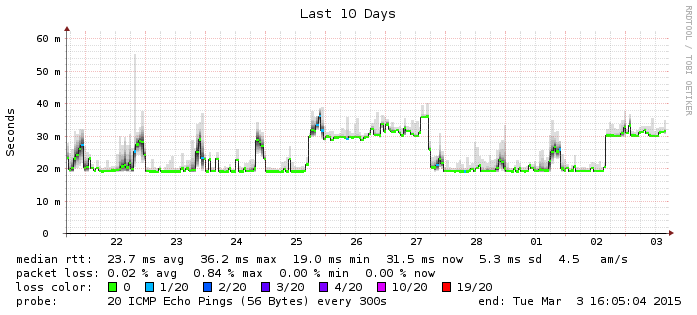 Last 10 Days
RRDTOOL / TOBI OETIKER
Seconds
60 m
50 m
40 m
30 m
20 m
10 m
0
22 23 24 25 26 27 28 01 02 03
median rtt: 23.7 ms avg 36.2 ms max 19.0 ms min 31.5 ms now 5.3 ms sd 4.5 am/s
packet loss: 0.02 % avg 0.84 % max 0.00 % min 0.00 % now
loss color: 0 1/20 2/20 3/20 4/20 10/20 19/20
probe: 20 ICMP Echo Pings (56 Bytes) every 300s end: Tue Mar 3 16:05:04 2015